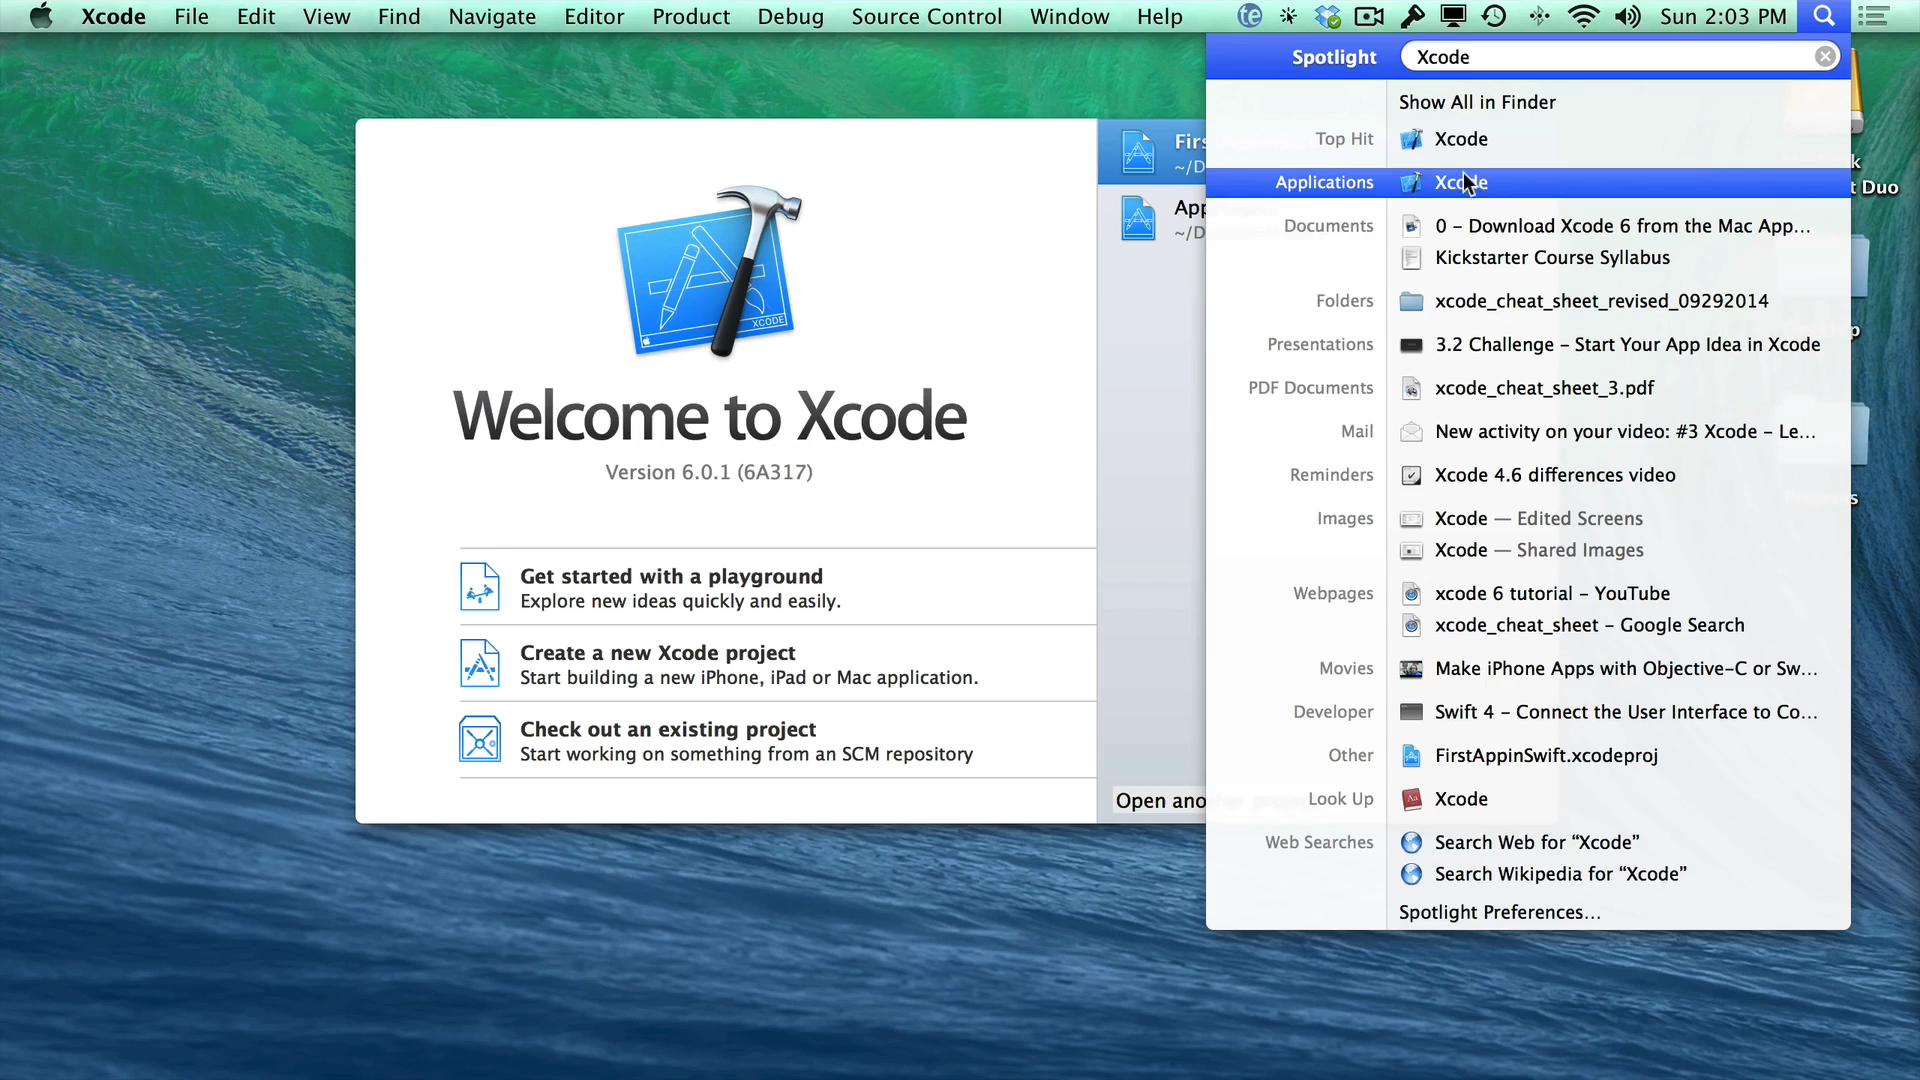 Xcode File Edit View Find Navigate Editor Product Debug Source Control Window Help te Sun 2:03 PM
Spotlight Xcode
Show All in Finder
Top Hit Xcode
Applications Xcode
Documents 0 – Download Xcode 6 from the Mac App...
Kickstarter Course Syllabus
Folders xcode_cheat_sheet_revised_09292014
Presentations 3.2 Challenge – Start Your App Idea in Xcode
PDF Documents xcode_cheat_sheet_3.pdf
Mail New activity on your video: #3 Xcode – Le...
Reminders Xcode 4.6 differences video
Images Xcode — Edited Screens
Xcode — Shared Images
Webpages xcode 6 tutorial – YouTube
xcode_cheat_sheet – Google Search
Movies Make iPhone Apps with Objective-C or Sw...
Developer Swift 4 – Connect the User Interface to Co...
Other FirstAppinSwift.xcodeproj
Look Up Xcode
Web Searches Search Web for “Xcode”
Search Wikipedia for “Xcode”
Spotlight Preferences...
XCODE
Welcome to Xcode
Version 6.0.1 (6A317)
Get started with a playground
Explore new ideas quickly and easily.
Create a new Xcode project
Start building a new iPhone, iPad or Mac application.
Check out an existing project
Start working on something from an SCM repository
Firs
~/D
App
~/D
Open ano
t Duo